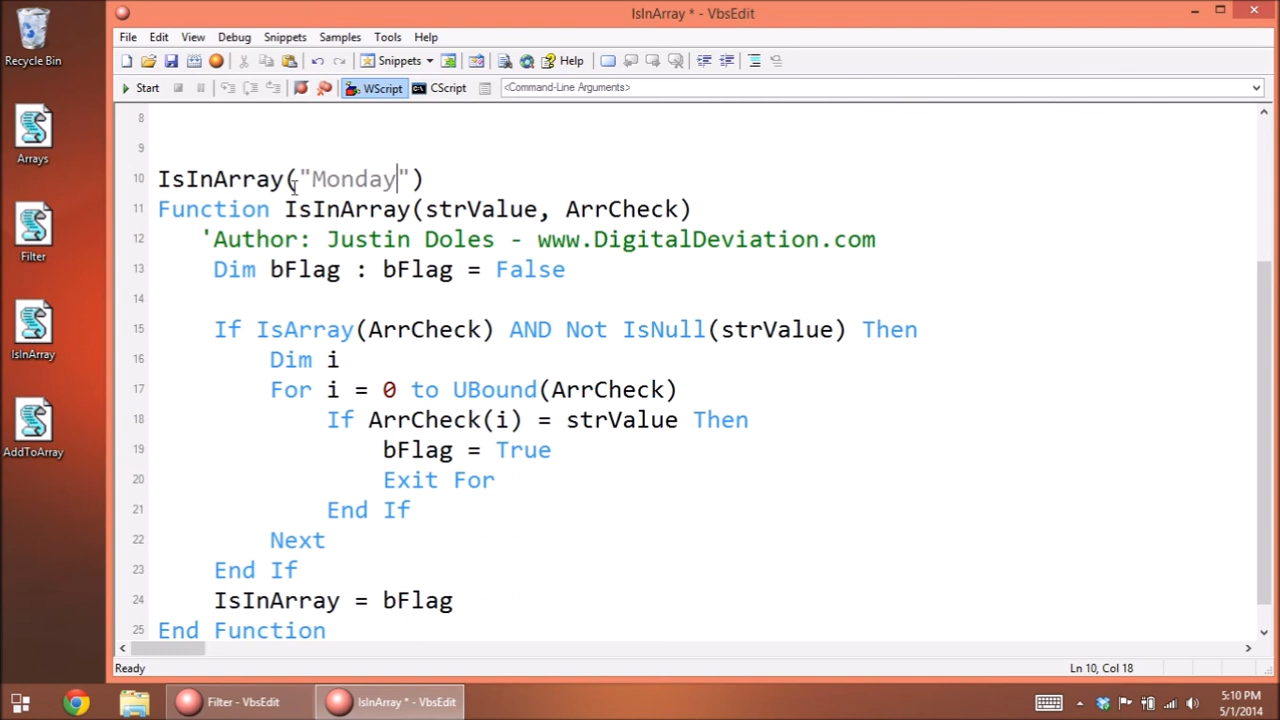 IsInArray * - VbsEdit
File Edit View Debug Snippets Samples Tools Help
Snippets Help
Start WScript CScript <Command-Line Arguments>
Recycle Bin
Arrays
Filter
IsInArray
AddToArray
8
9
10 IsInArray("Monday")
11 Function IsInArray(strValue, ArrCheck)
12 'Author: Justin Doles - www.DigitalDeviation.com
13 Dim bFlag : bFlag = False
14
15 If IsArray(ArrCheck) AND Not IsNull(strValue) Then
16 Dim i
17 For i = 0 to UBound(ArrCheck)
18 If ArrCheck(i) = strValue Then
19 bFlag = True
20 Exit For
21 End If
22 Next
23 End If
24 IsInArray = bFlag
25 End Function
Ready Ln 10, Col 18
Filter - VbsEdit IsInArray * - VbsEdit 5:10 PM
5/1/2014